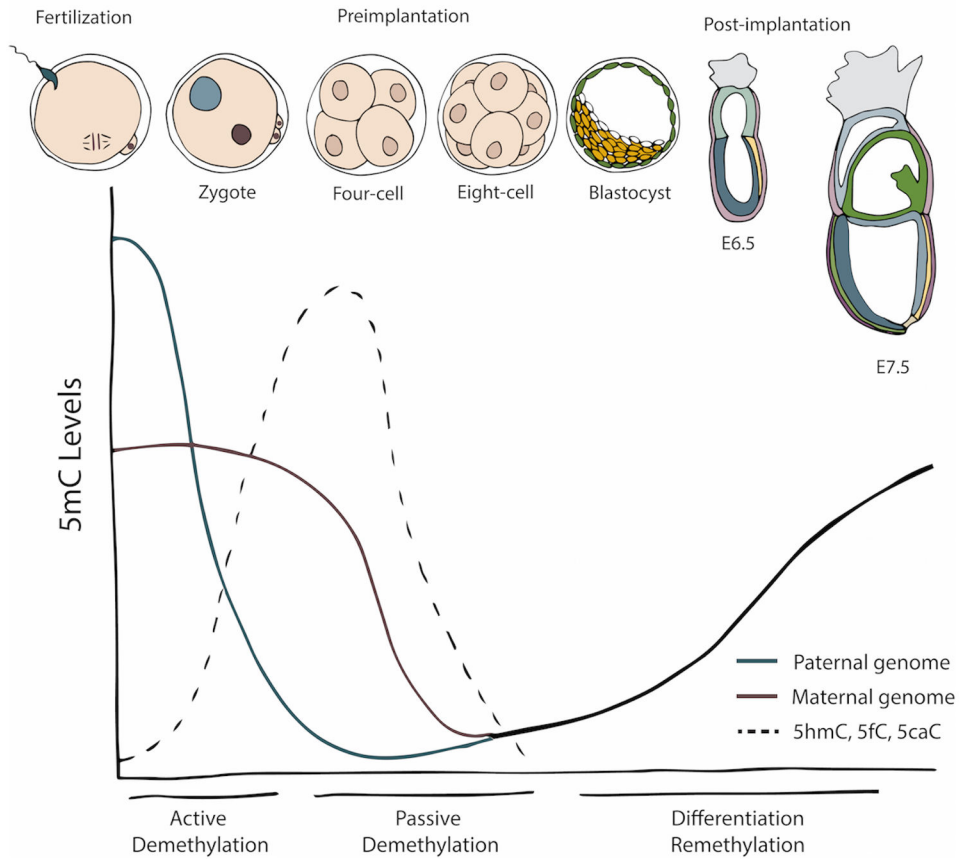 Fertilization
Preimplantation
Post-implantation
Zygote
Four-cell
Eight-cell
Blastocyst
E6.5
E7.5
5mC Levels
Paternal genome
Maternal genome
5hmC, 5fC, 5caC
Active
Demethylation
Passive
Demethylation
Differentiation
Remethylation